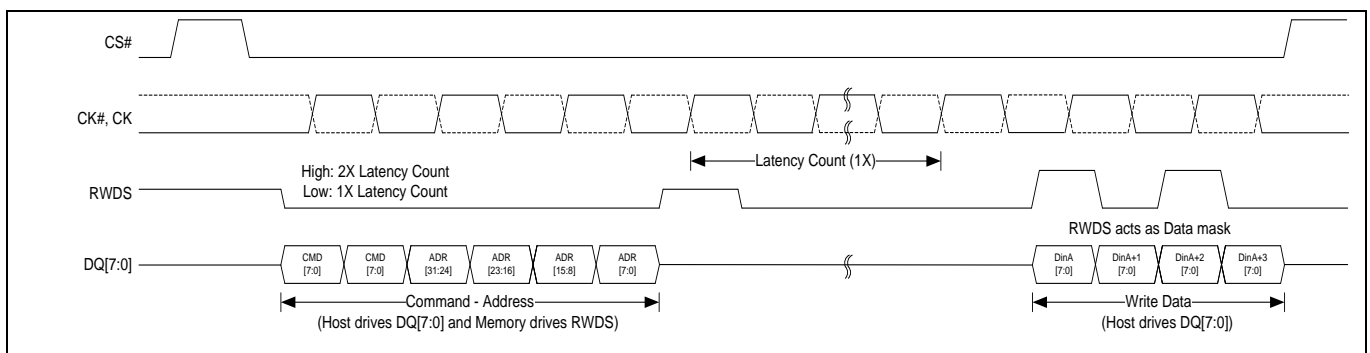 CS#
CK#, CK
Latency Count (1X)
High: 2X Latency Count
Low: 1X Latency Count
RWDS
RWDS acts as Data mask
DQ[7:0]
CMD
[7:0]
CMD
[7:0]
ADR
[31:24]
ADR
[23:16]
ADR
[15:8]
ADR
[7:0]
DinA
[7:0]
DinA+1
[7:0]
DinA+2
[7:0]
DinA+3
[7:0]
Command - Address
(Host drives DQ[7:0] and Memory drives RWDS)
Write Data
(Host drives DQ[7:0])